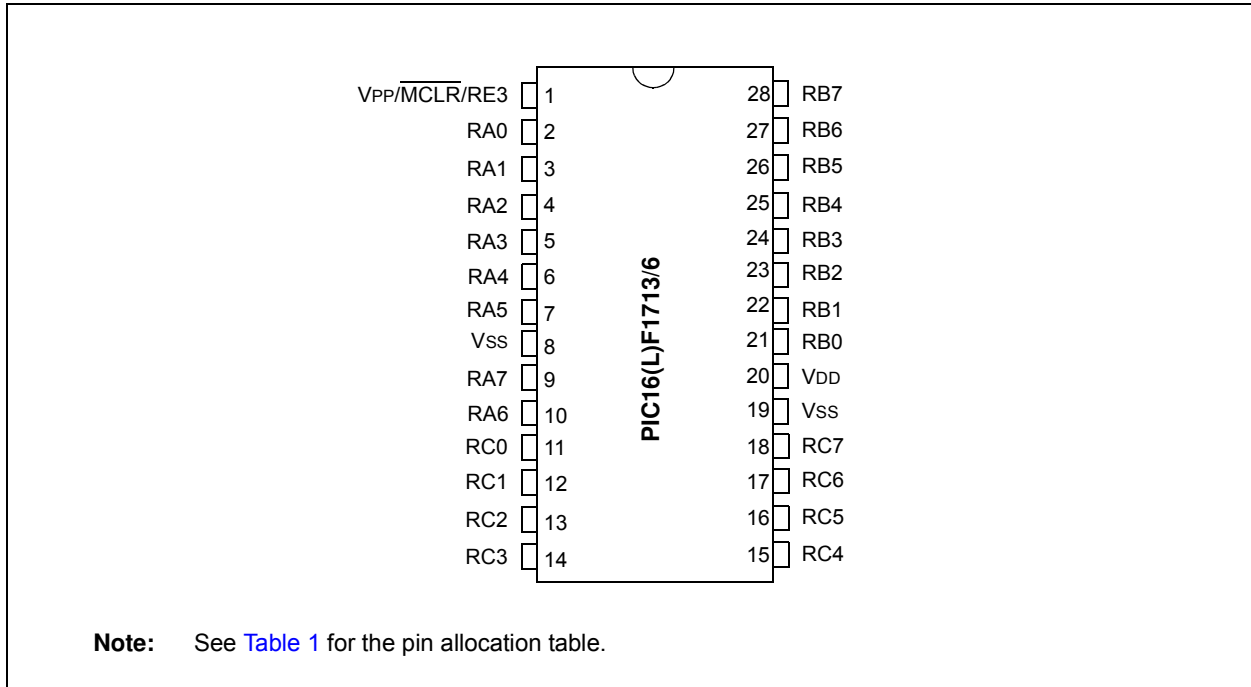 VPP/MCLR/RE3 1 28 RB7
RA0 2 27 RB6
RA1 3 26 RB5
RA2 4 25 RB4
RA3 5 24 RB3
RA4 6 23 RB2
RA5 7 22 RB1
VSS 8 21 RB0
RA7 9 20 VDD
RA6 10 19 VSS
RC0 11 18 RC7
RC1 12 17 RC6
RC2 13 16 RC5
RC3 14 15 RC4
PIC16(L)F1713/6
Note: See Table 1 for the pin allocation table.